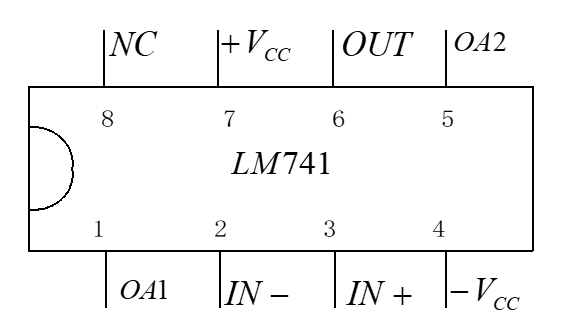 NC +V_CC OUT OA2
8 7 6 5
LM741
1 2 3 4
OA1 IN− IN+ −V_CC